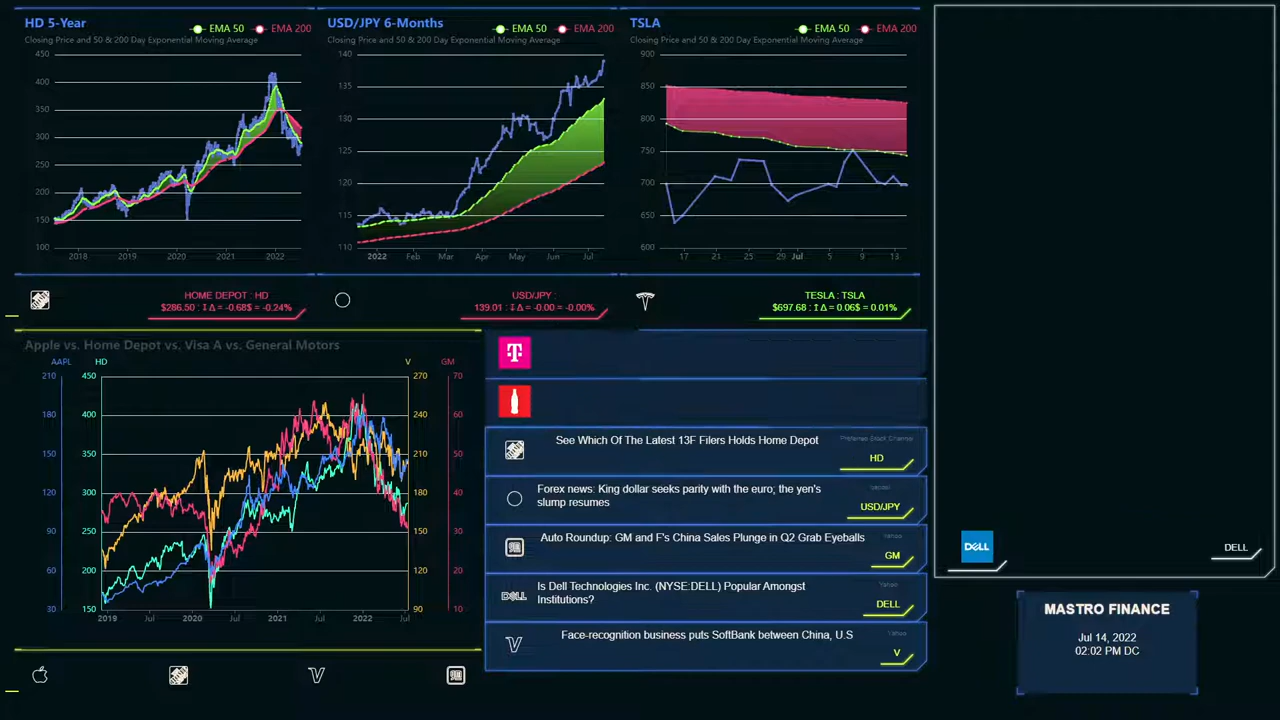 HD 5-Year
EMA 50 EMA 200
Closing Price and 50 & 200 Day Exponential Moving Average
450
400
350
300
250
200
150
100
2018 2019 2020 2021 2022
USD/JPY 6-Months
EMA 50 EMA 200
Closing Price and 50 & 200 Day Exponential Moving Average
140
135
130
125
120
115
110
2022 Feb Mar Apr May Jun Jul
TSLA
EMA 50 EMA 200
Closing Price and 50 & 200 Day Exponential Moving Average
900
850
800
750
700
650
600
17 21 23 25 29 Jul 5 9 13
HOME DEPOT : HD
$286.50 : ↧ Δ = -0.68$ = -0.24%
USD/JPY :
139.01 : ↧ Δ = -0.00 = -0.00%
TESLA : TSLA
$697.68 : ↥ Δ = 0.06$ = 0.01%
Apple vs. Home Depot vs. Visa A vs. General Motors
AAPL HD V GM
210 450 270 70
180 400 240 60
150 350 210 50
120 300 180 40
90 250 150 30
60 200 120 20
30 150 90 10
2019 Jul 2020 Jul 2021 Jul 2022 Jul
T
See Which Of The Latest 13F Filers Holds Home Depot
Preferred Stock Channel
HD
Forex news: King dollar seeks parity with the euro; the yen's
slump resumes
USD/JPY
Auto Roundup: GM and F's China Sales Plunge in Q2 Grab Eyeballs
Yahoo
GM
DELL
Is Dell Technologies Inc. (NYSE:DELL) Popular Amongst
Institutions?
Yahoo
DELL
V
Face-recognition business puts SoftBank between China, U.S
Yahoo
V
V
DELL
DELL
MASTRO FINANCE
Jul 14, 2022
02:02 PM DC